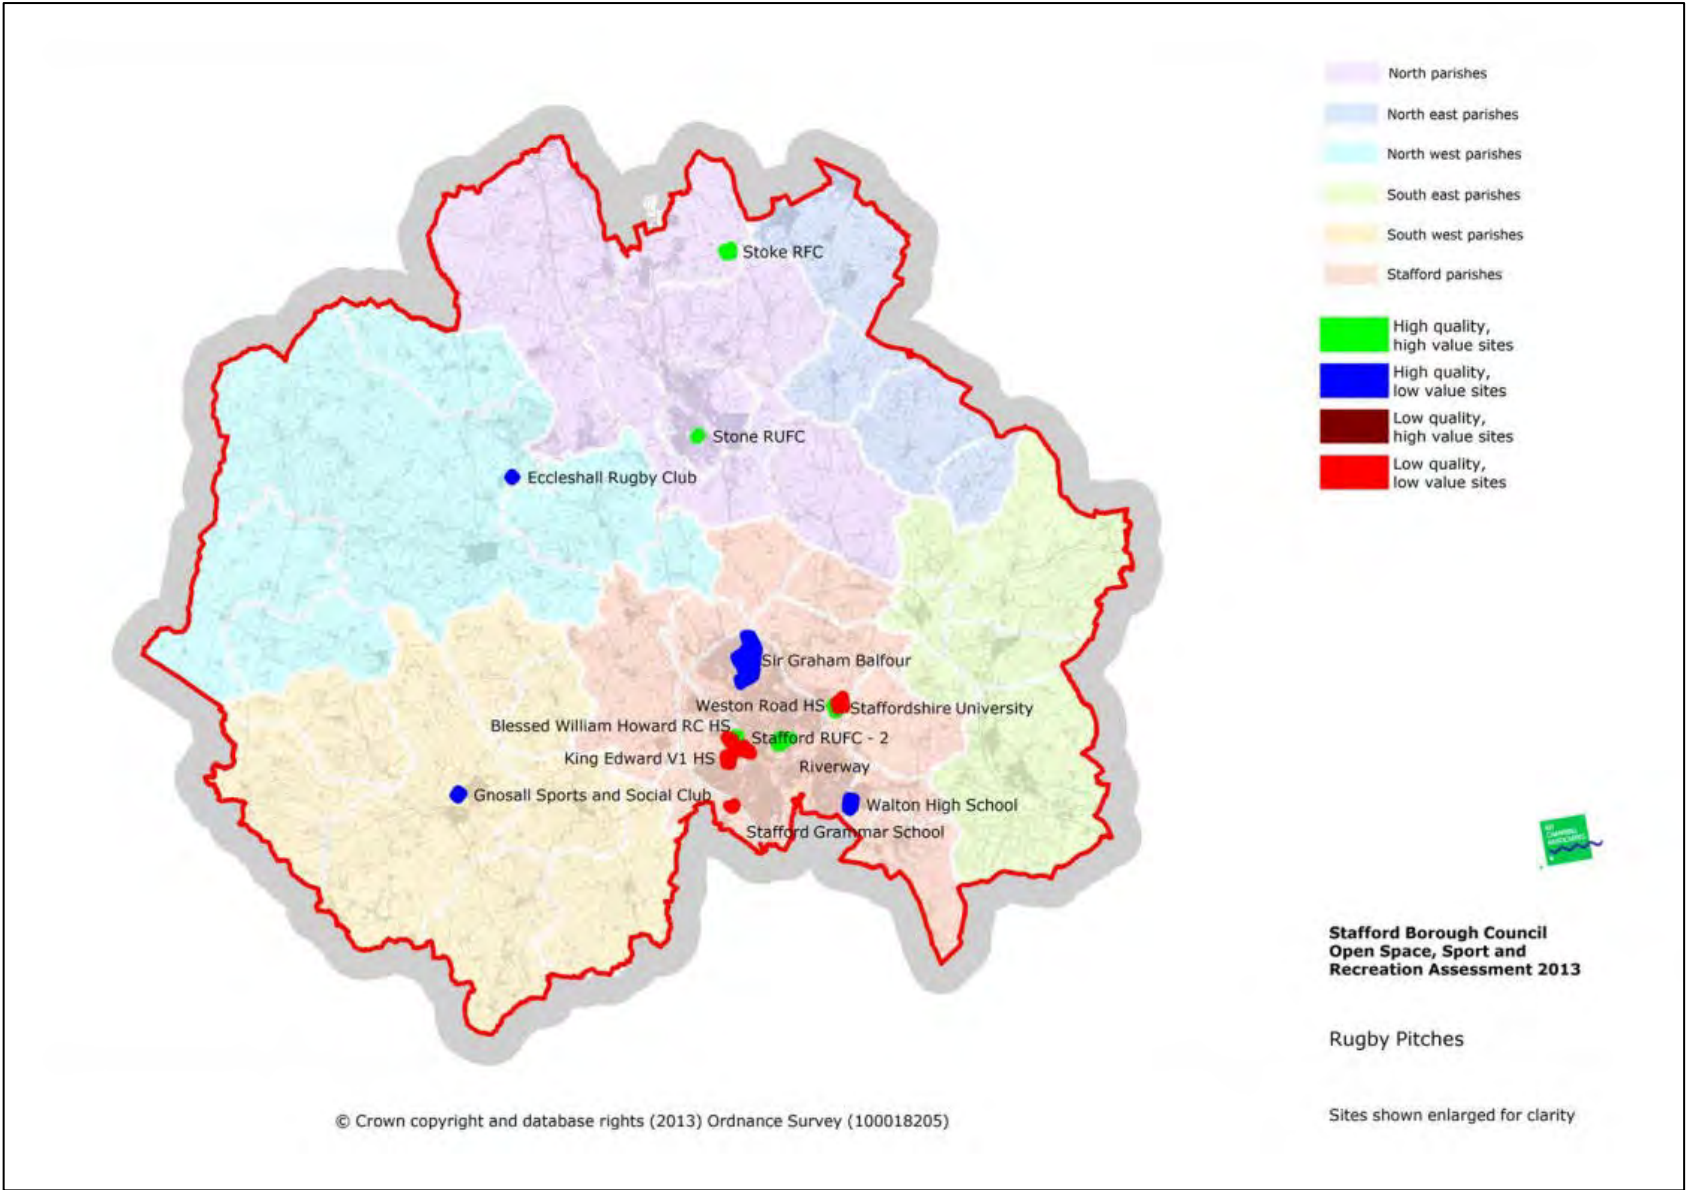 North parishes
North east parishes
North west parishes
South east parishes
South west parishes
Stafford parishes
High quality,
high value sites
High quality,
low value sites
Low quality,
high value sites
Low quality,
low value sites
Stoke RFC
Stone RUFC
Eccleshall Rugby Club
Sir Graham Balfour
Weston Road HS
Staffordshire University
Blessed William Howard RC HS
Stafford RUFC - 2
King Edward V1 HS
Riverway
Gnosall Sports and Social Club
Walton High School
Stafford Grammar School
Stafford Borough Council
Open Space, Sport and
Recreation Assessment 2013
Rugby Pitches
Sites shown enlarged for clarity
© Crown copyright and database rights (2013) Ordnance Survey (100018205)